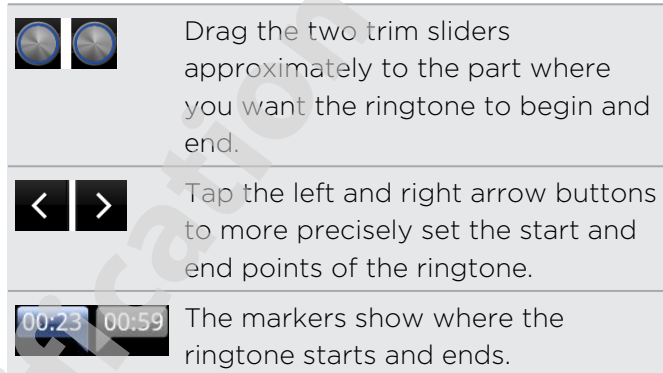 Drag the two trim sliders
approximately to the part where
you want the ringtone to begin and
end.
Tap the left and right arrow buttons
to more precisely set the start and
end points of the ringtone.
00:23 00:59 The markers show where the
ringtone starts and ends.